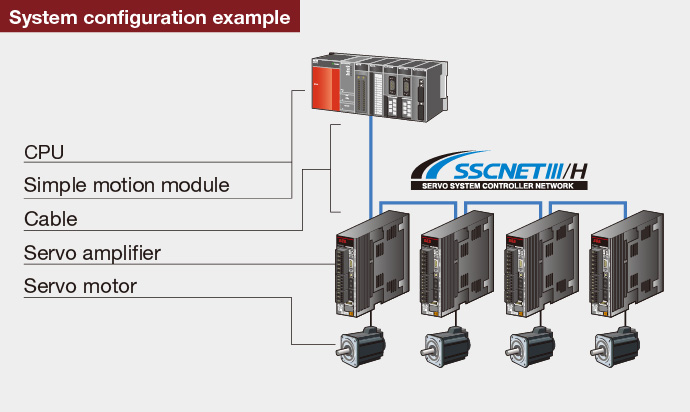 System configuration example
CPU
Simple motion module
Cable
Servo amplifier
Servo motor
SSCNETIII/H
SERVO SYSTEM CONTROLLER NETWORK